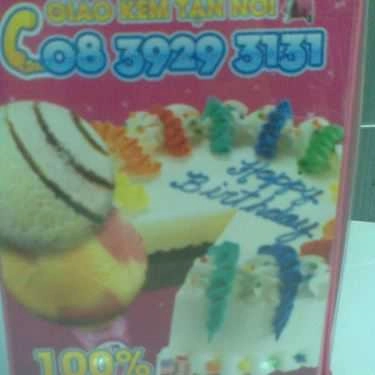 GIAO KEM TẬN NƠI
08 3929 3131
Happy
Birthday
100%